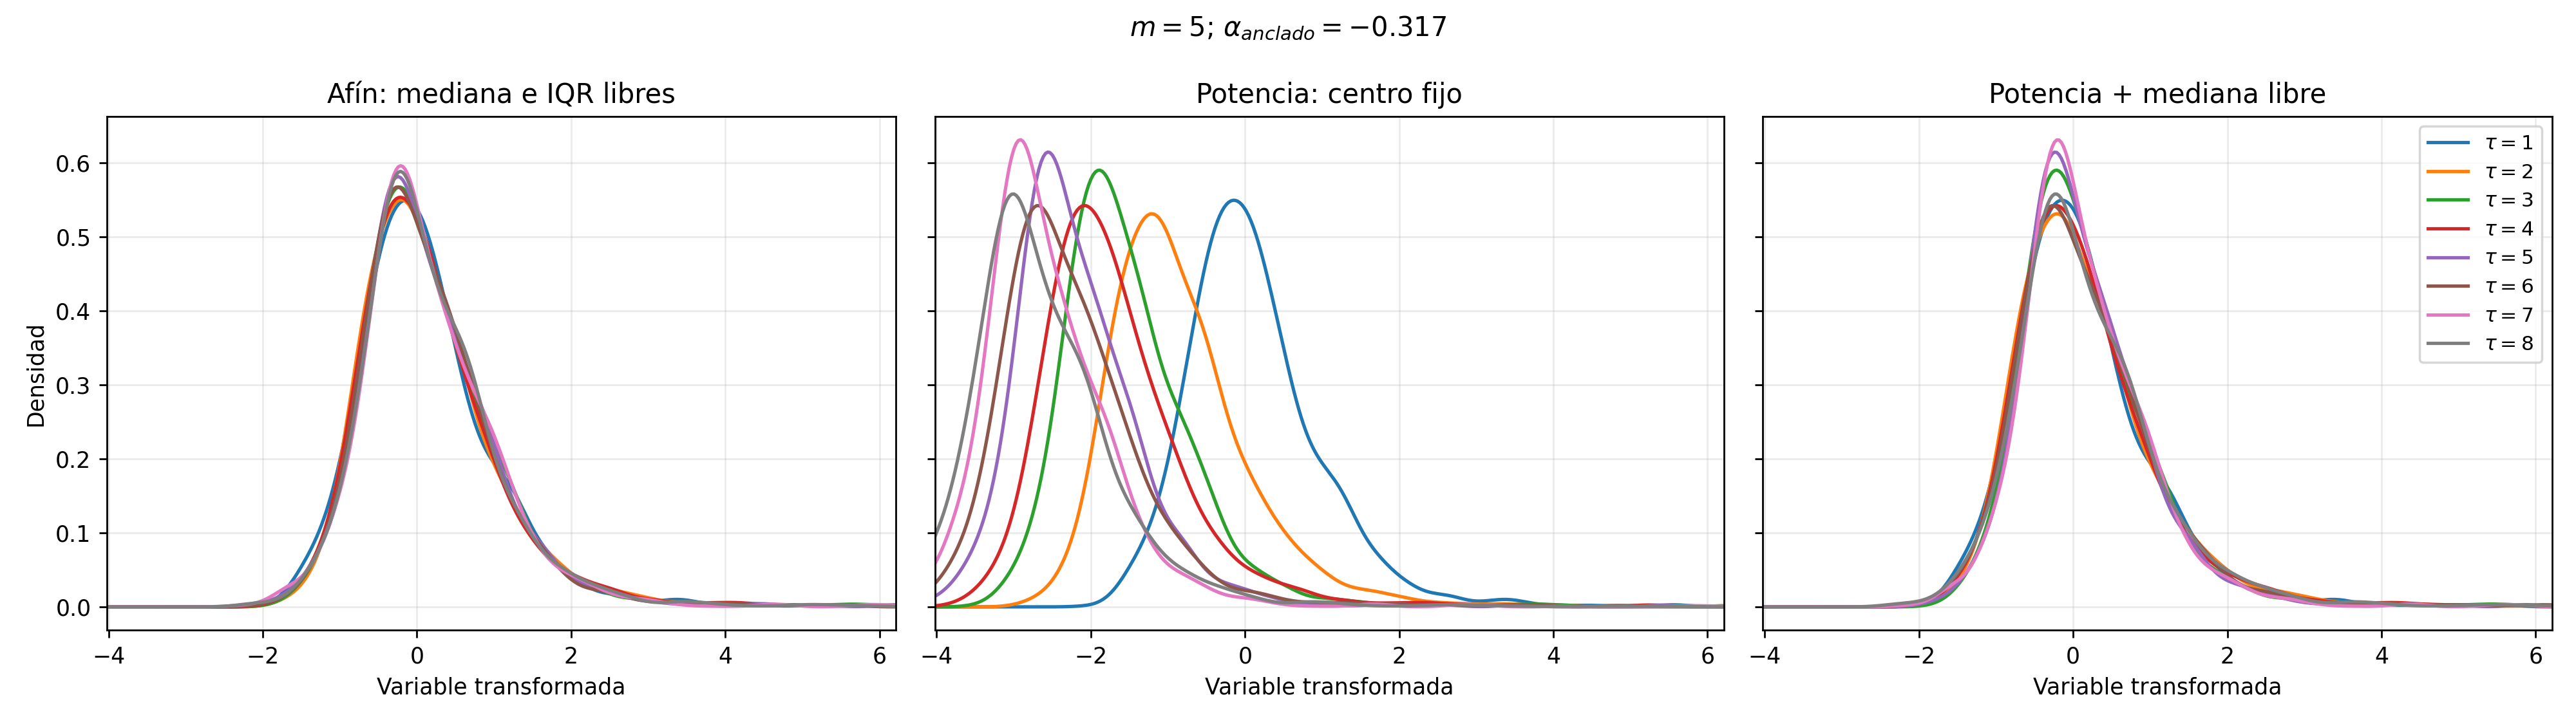 m = 5; α_anclado = −0.317
Afín: mediana e IQR libres
Potencia: centro fijo
Potencia + mediana libre
Densidad
0.6
0.5
0.4
0.3
0.2
0.1
0.0
−4 −2 0 2 4 6
−4 −2 0 2 4 6
−4 −2 0 2 4 6
Variable transformada
Variable transformada
Variable transformada
τ = 1
τ = 2
τ = 3
τ = 4
τ = 5
τ = 6
τ = 7
τ = 8